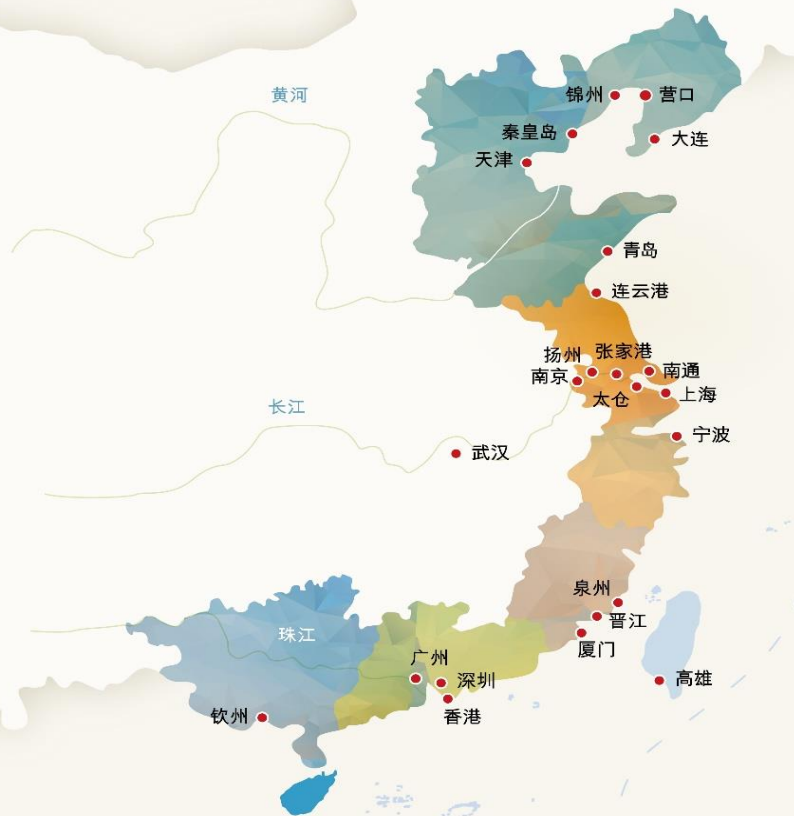 黄河
锦州
营口
秦皇岛
大连
天津
青岛
连云港
扬州
张家港
南京
南通
太仓
上海
长江
宁波
武汉
泉州
晋江
珠江
厦门
广州
深圳
高雄
钦州
香港